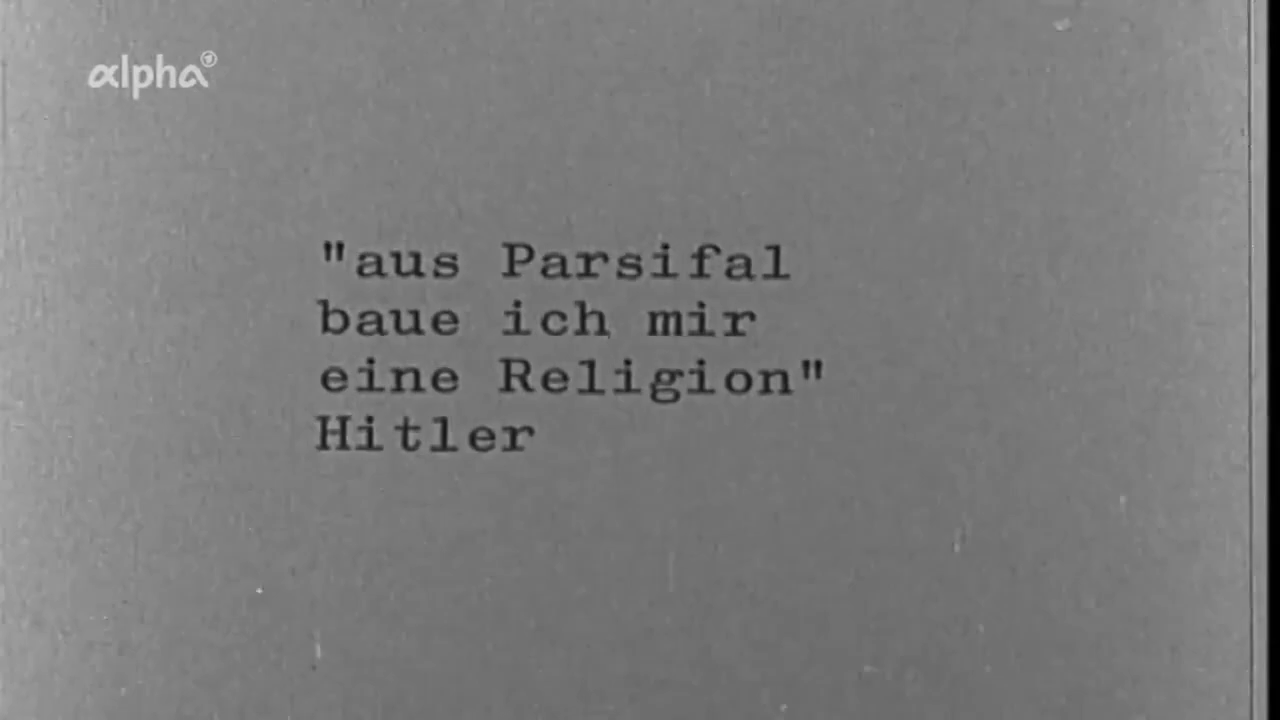 alpha
"aus Parsifal
baue ich mir
eine Religion"
Hitler